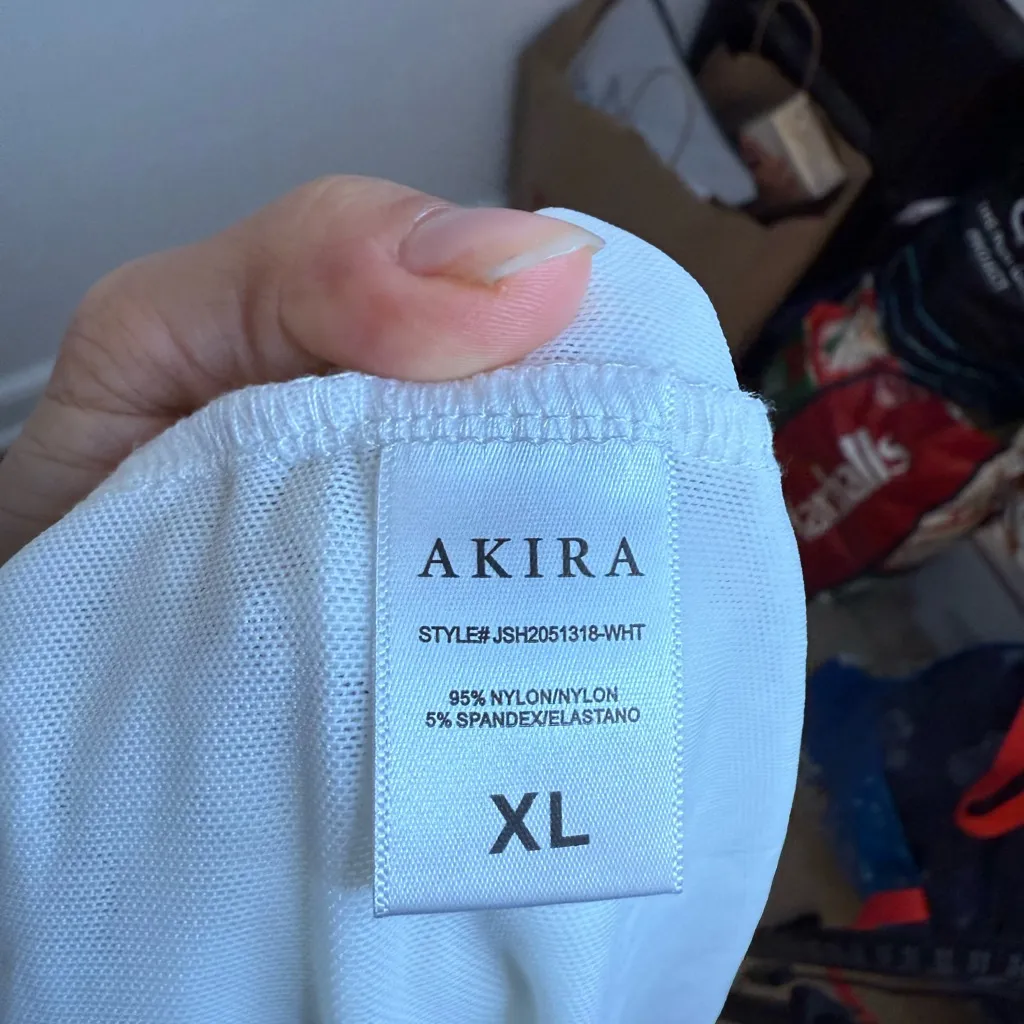 AKIRA
STYLE# JSH2051318-WHT
95% NYLON/NYLON
5% SPANDEX/ELASTANO
XL